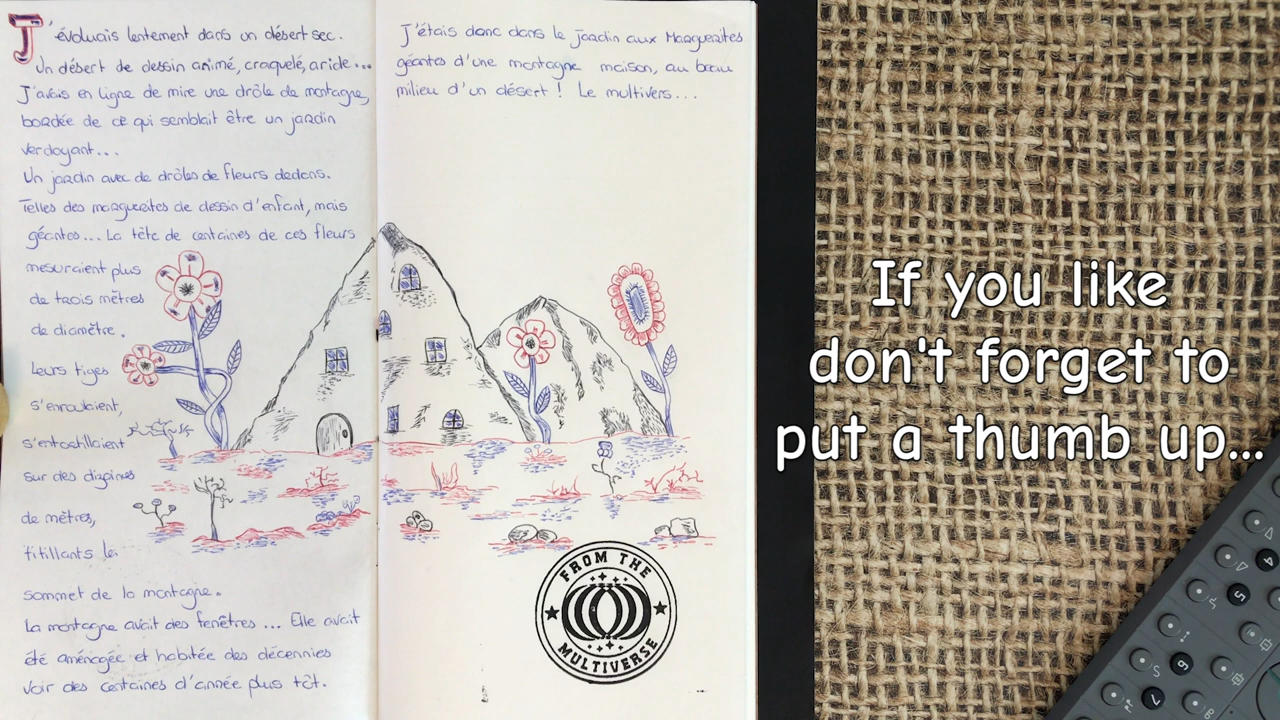 J'évoluais lentement dans un désert sec.
Un désert de dessin animé, craquelé, aride...
J'avais en ligne de mire une drôle de montagne,
bordée de ce qui semblait être un jardin
verdoyant...
Un jardin avec de drôles de fleurs dedans.
Telles des marguerites de dessin d'enfant, mais
géantes... La tête de certaines de ces fleurs
mesuraient plus
de trois mètres
de diamètre.
Leurs tiges
s'enroulaient,
s'entortillaient
sur des dizaines
de mètres,
titillants le
sommet de la montagne.
La montagne avait des fenêtres... Elle avait
été aménagée et habitée des décennies
voir des centaines d'année plus tôt.
J'étais donc dans le jardin aux Marguerites
géantes d'une montagne maison, au beau
milieu d'un désert ! Le multivers...
FROM THE
MULTIVERSE
If you like
don't forget to
put a thumb up...
4
5
6
7